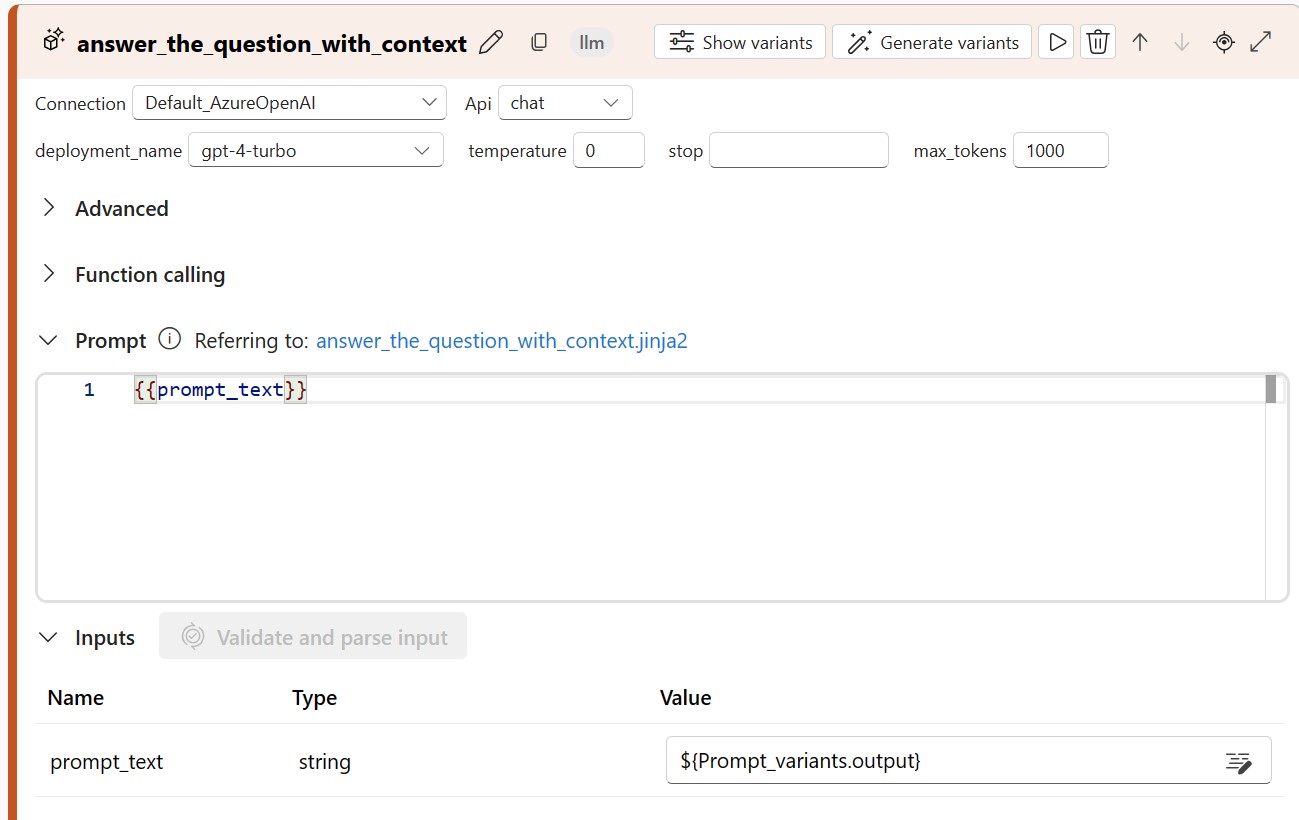 answer_the_question_with_context llm Show variants Generate variants
Connection Default_AzureOpenAI Api chat
deployment_name gpt-4-turbo temperature 0 stop max_tokens 1000
Advanced
Function calling
Prompt Referring to: answer_the_question_with_context.jinja2
1 {{prompt_text}}
Inputs Validate and parse input
Name Type Value
prompt_text string ${Prompt_variants.output}